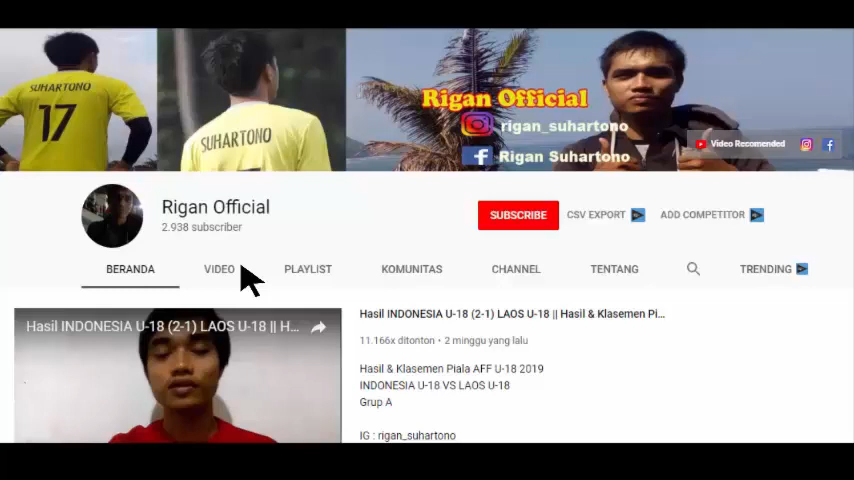 SUHARTONO
17
SUHARTONO
Rigan Official
rigan_suhartono
Rigan Suhartono
Video Recomended
Rigan Official
2.938 subscriber
SUBSCRIBE
CSV EXPORT
ADD COMPETITOR
BERANDA
VIDEO
PLAYLIST
KOMUNITAS
CHANNEL
TENTANG
TRENDING
Hasil INDONESIA U-18 (2-1) LAOS U-18 || H...
Hasil INDONESIA U-18 (2-1) LAOS U-18 || Hasil & Klasemen Pi...
11.166x ditonton • 2 minggu yang lalu
Hasil & Klasemen Piala AFF U-18 2019
INDONESIA U-18 VS LAOS U-18
Grup A
IG : rigan_suhartono